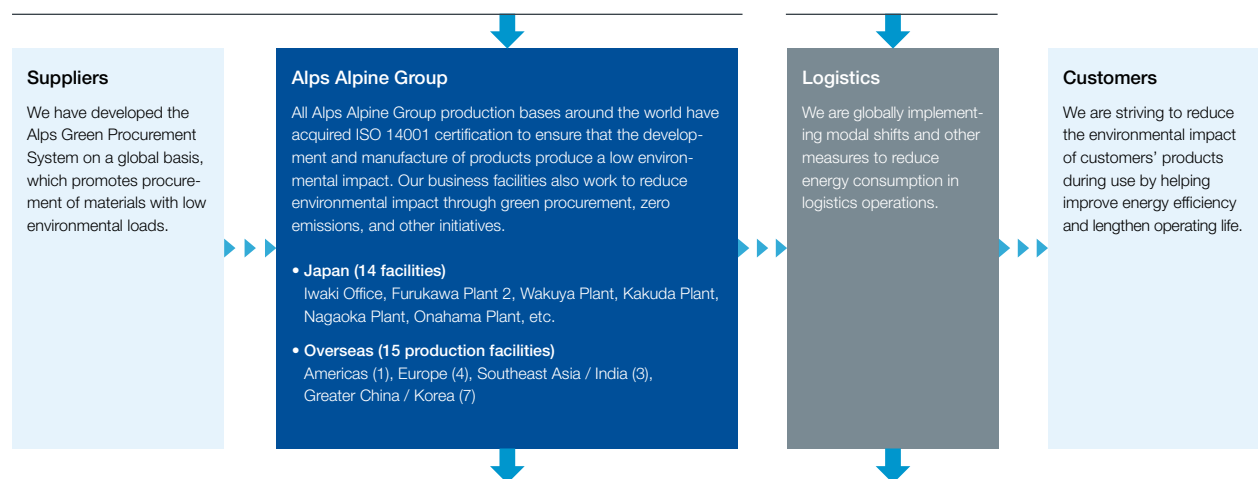 Suppliers
We have developed the
Alps Green Procurement
System on a global basis,
which promotes procure-
ment of materials with low
environmental loads.
Alps Alpine Group
All Alps Alpine Group production bases around the world have
acquired ISO 14001 certification to ensure that the develop-
ment and manufacture of products produce a low environ-
mental impact. Our business facilities also work to reduce
environmental impact through green procurement, zero
emissions, and other initiatives.
• Japan (14 facilities)
Iwaki Office, Furukawa Plant 2, Wakuya Plant, Kakuda Plant,
Nagaoka Plant, Onahama Plant, etc.
• Overseas (15 production facilities)
Americas (1), Europe (4), Southeast Asia / India (3),
Greater China / Korea (7)
Logistics
We are globally implement-
ing modal shifts and other
measures to reduce
energy consumption in
logistics operations.
Customers
We are striving to reduce
the environmental impact
of customers’ products
during use by helping
improve energy efficiency
and lengthen operating life.